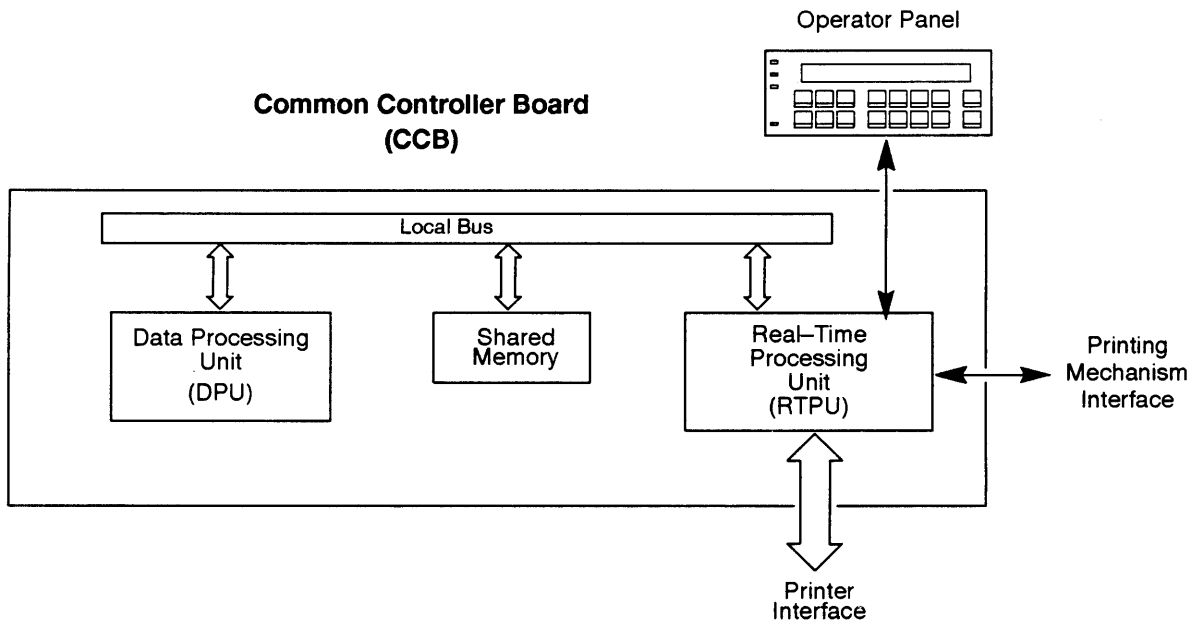 Operator Panel
Common Controller Board
(CCB)
Local Bus
Data Processing
Unit
(DPU)
Shared
Memory
Real–Time
Processing
Unit
(RTPU)
Printing
Mechanism
Interface
Printer
Interface